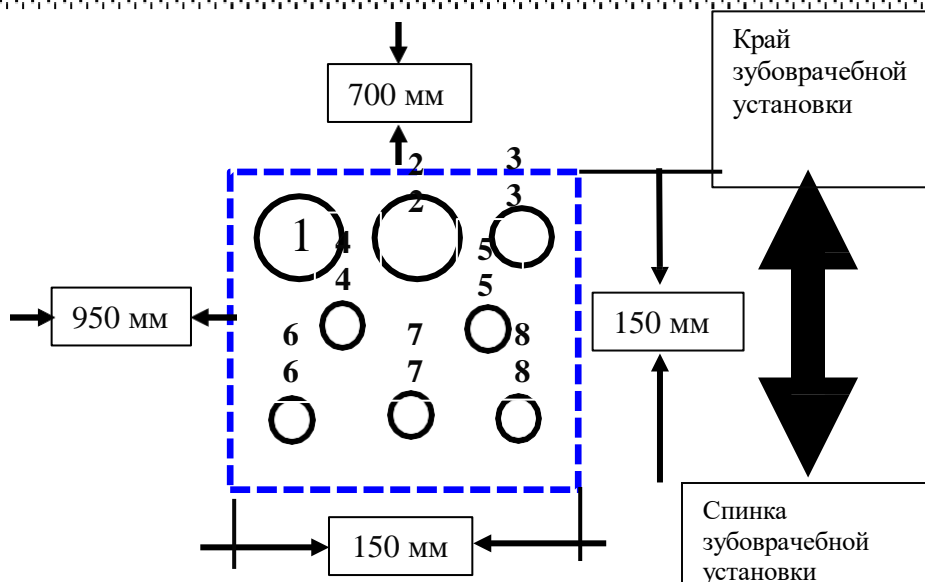 Край
зубоврачебной
установки
700 мм
2 3
2 3
1
4 5
4 5
950 мм
150 мм
6 7 8
6 7 8
Спинка
зубоврачебной
установки
150 мм